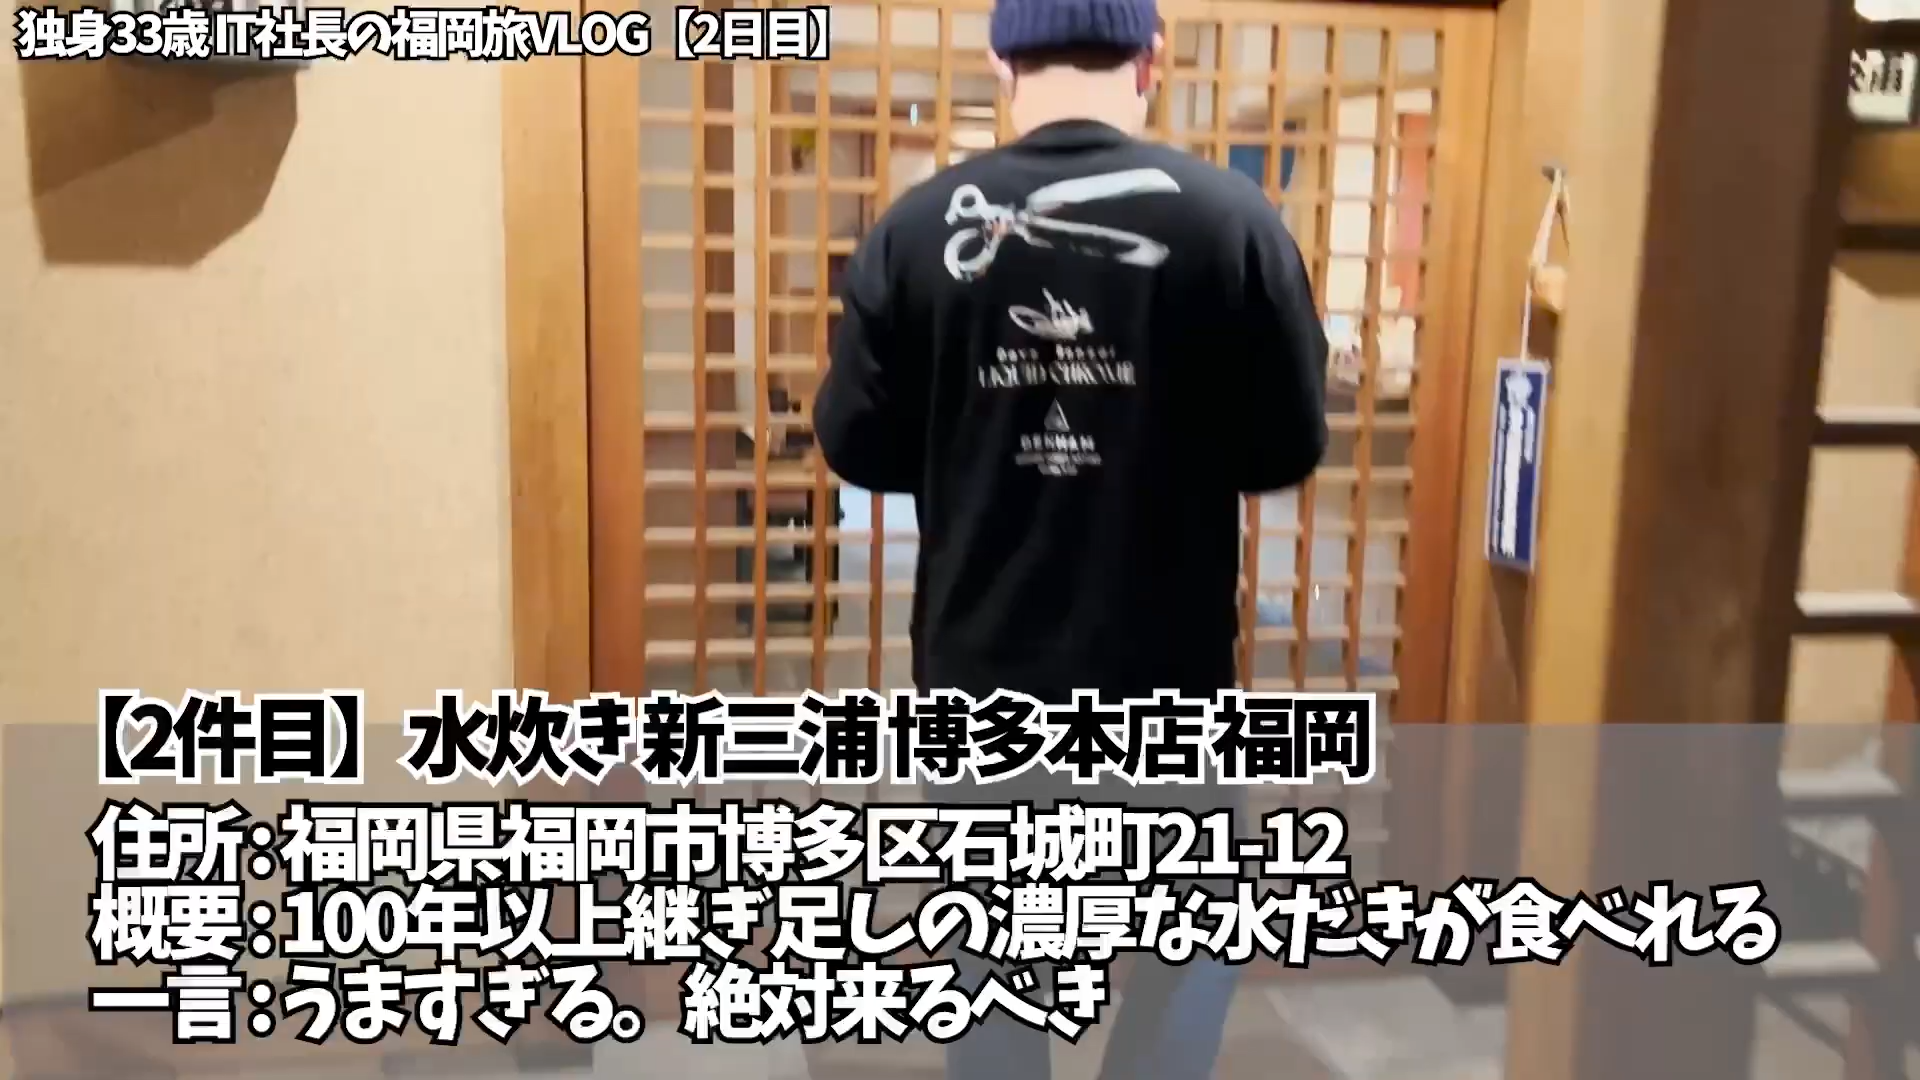 独身33歳IT社長の福岡旅VLOG【2日目】
DENHAM
【2件目】水炊き新三浦博多本店福岡
住所:福岡県福岡市博多区石城町21-12
概要:100年以上継ぎ足しの濃厚な水だきが食べれる
一言:うますぎる。絶対来るべき